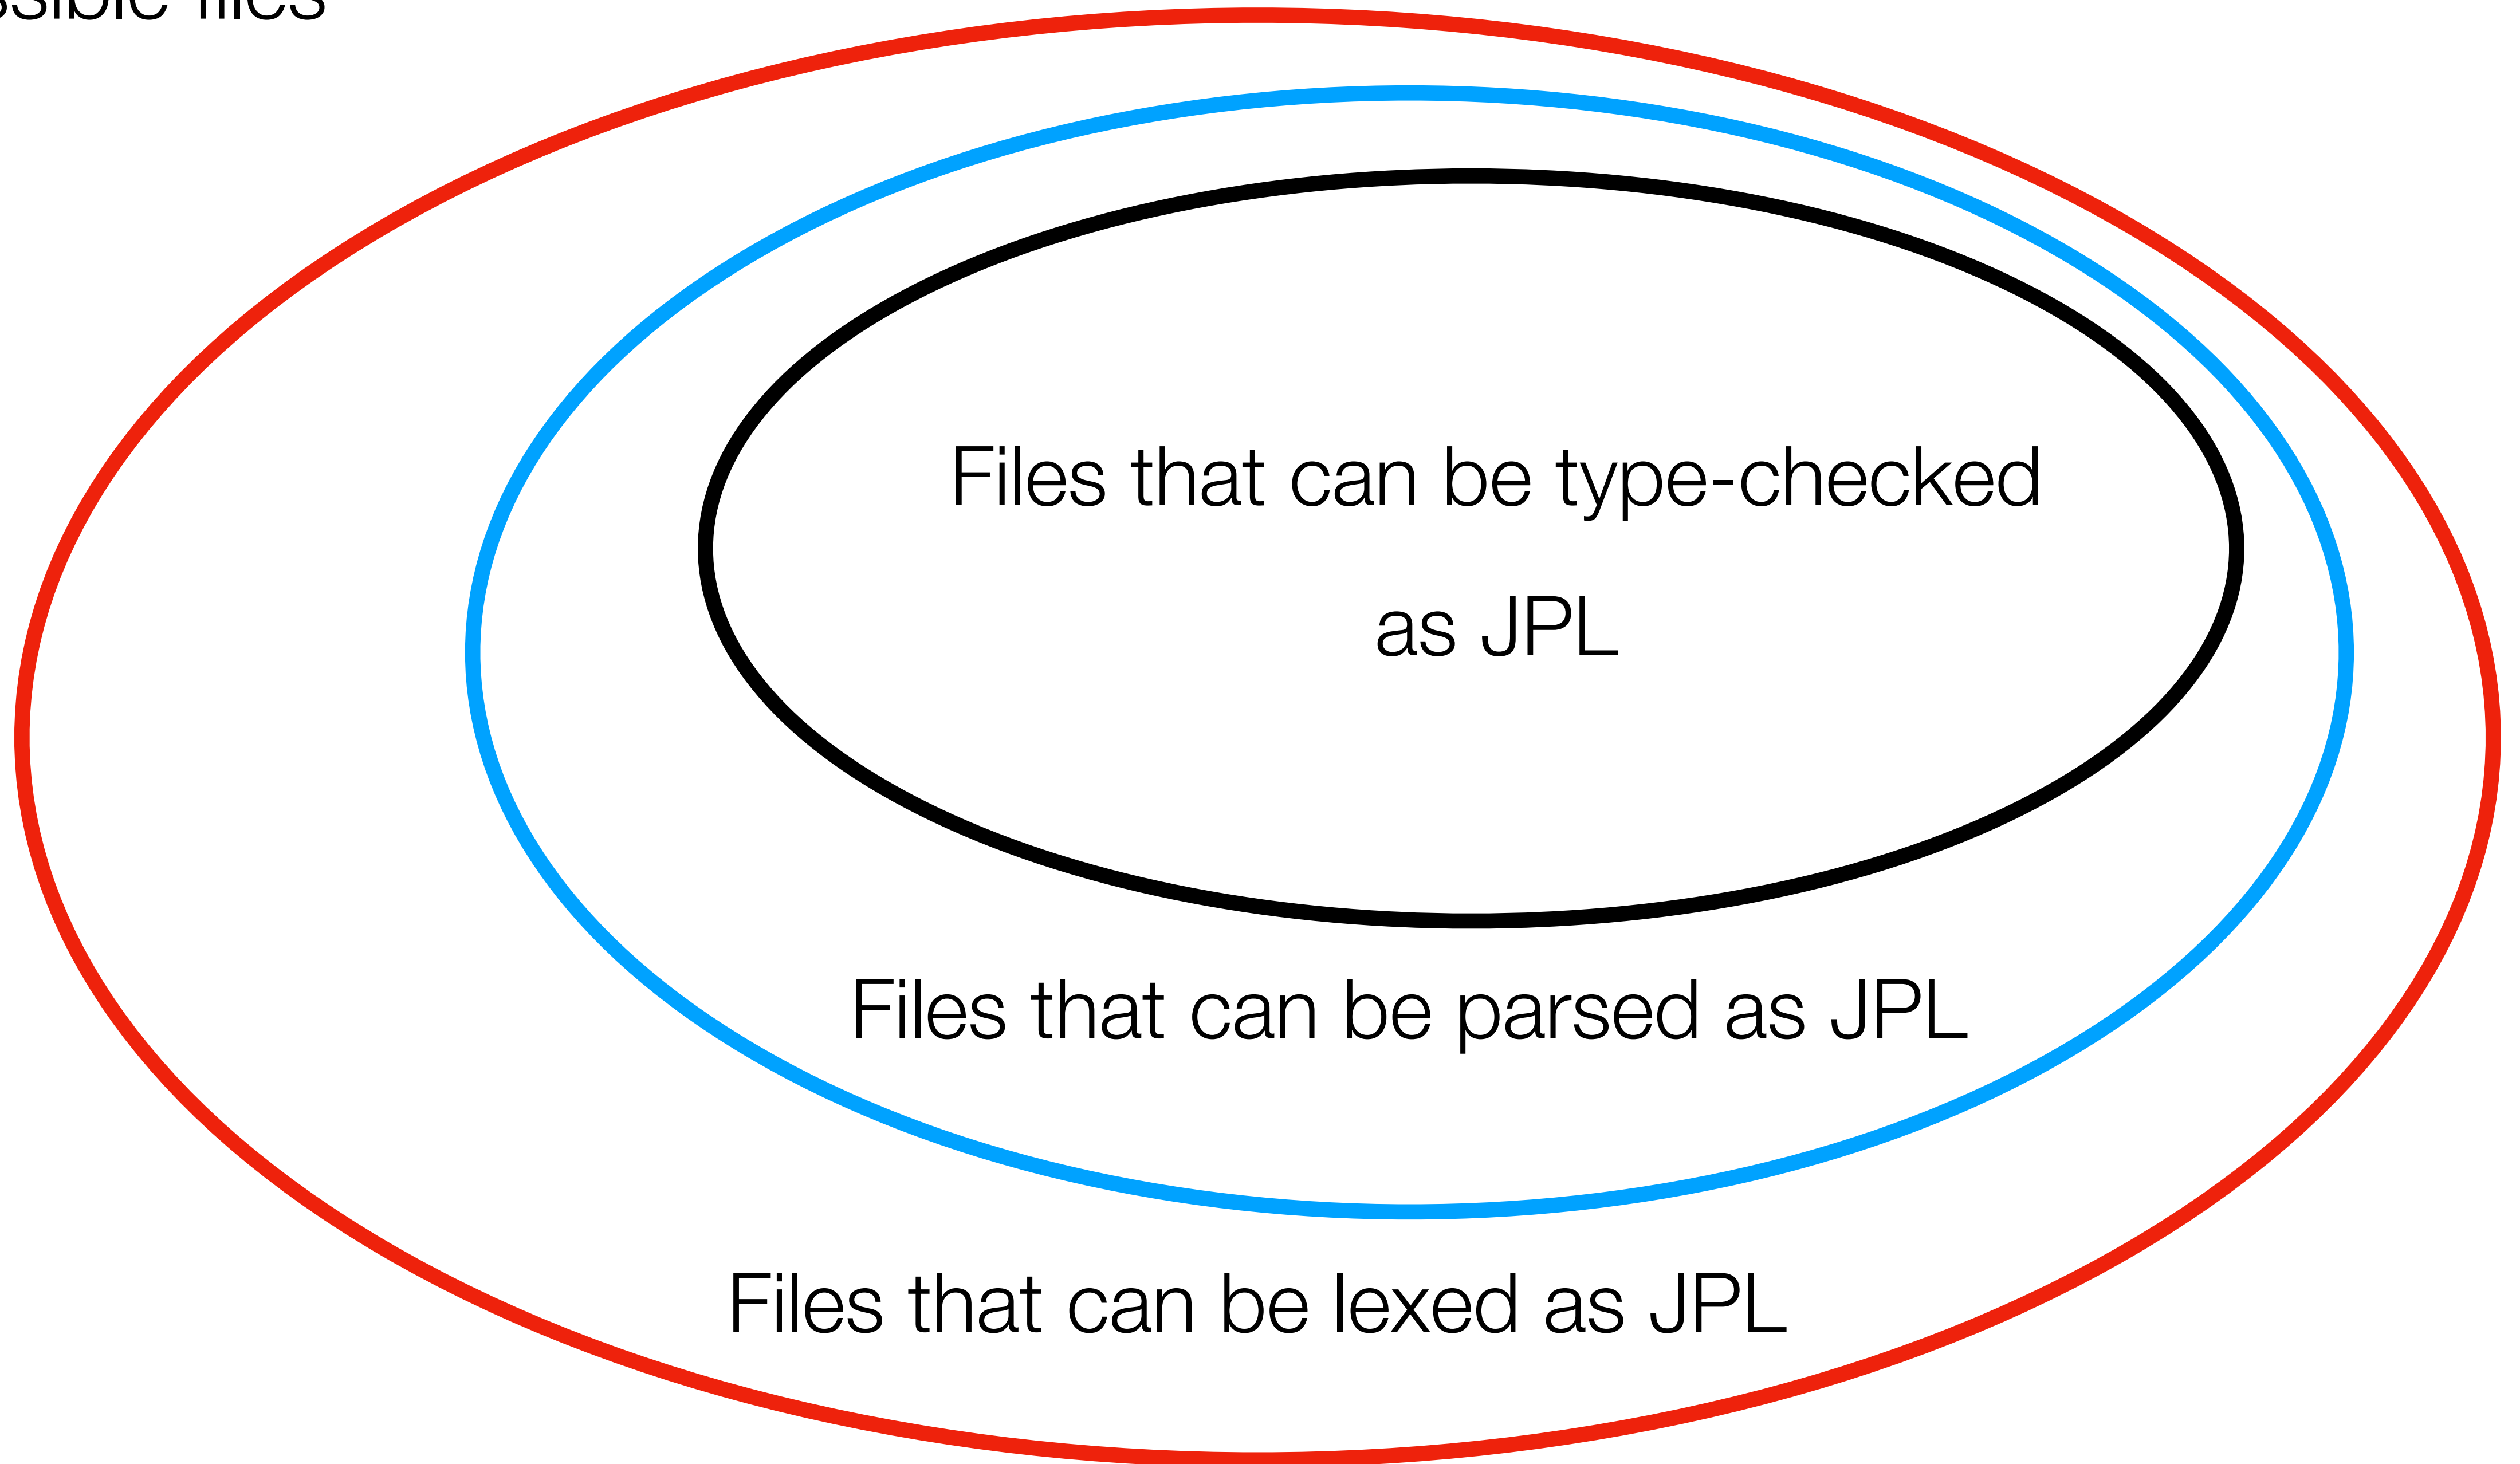 files
Files that can be type-checked
as JPL
Files that can be parsed as JPL
Files that can be lexed as JPL